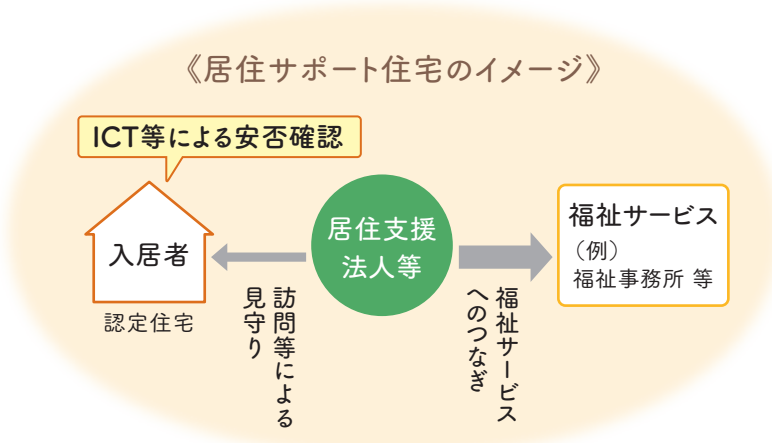 《居住サポート住宅のイメージ》
ICT等による安否確認
入居者
認定住宅
訪問等による
見守り
居住支援
法人等
福祉サービス
へのつなぎ
福祉サービス
（例）
福祉事務所 等